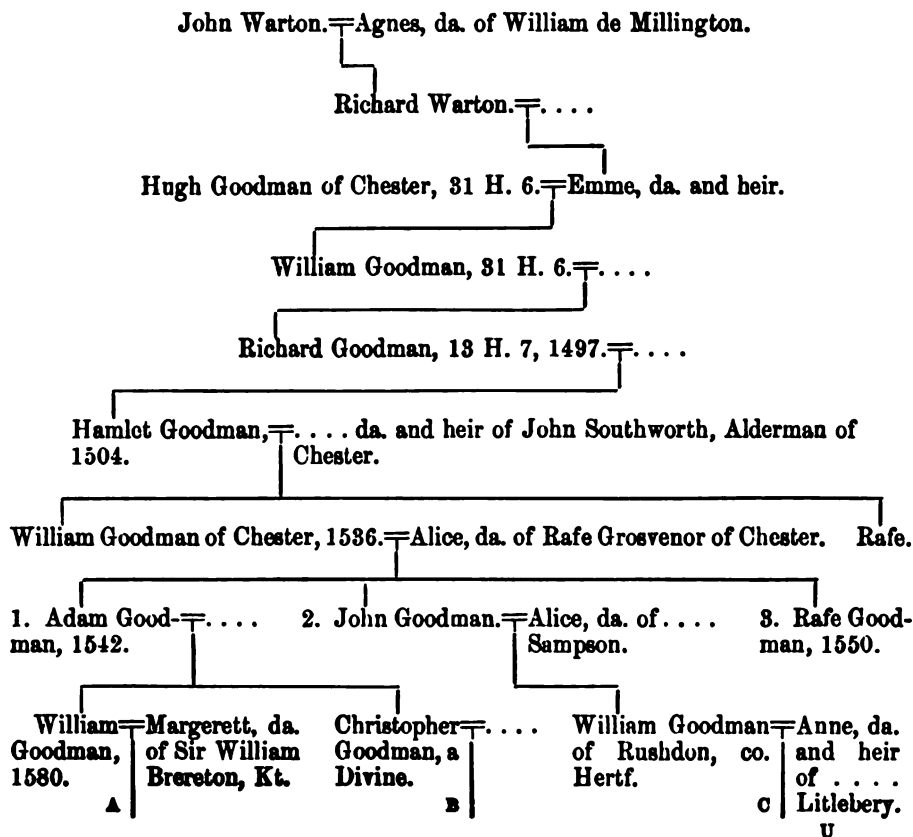 John Warton.=Agnes, da. of William de Millington.
Richard Warton.=. . . .
Hugh Goodman of Chester, 31 H. 6.=Emme, da. and heir.
William Goodman, 31 H. 6.=. . . .
Richard Goodman, 13 H. 7, 1497.=. . . .
Hamlet Goodman,=. . . . da. and heir of John Southworth, Alderman of
1504. Chester.
William Goodman of Chester, 1536.=Alice, da. of Rafe Grosvenor of Chester. Rafe.
1. Adam Good-=. . . . 2. John Goodman.=Alice, da. of . . . . 3. Rafe Good-
man, 1542. Sampson. man, 1550.
William=Margerett, da. Christopher=. . . . William Goodman=Anne, da.
Goodman, of Sir William Goodman, a of Rushdon, co. and heir
1580. Brereton, Kt. Divine. Hertf. of . . . .
A B C Litlebery.
U